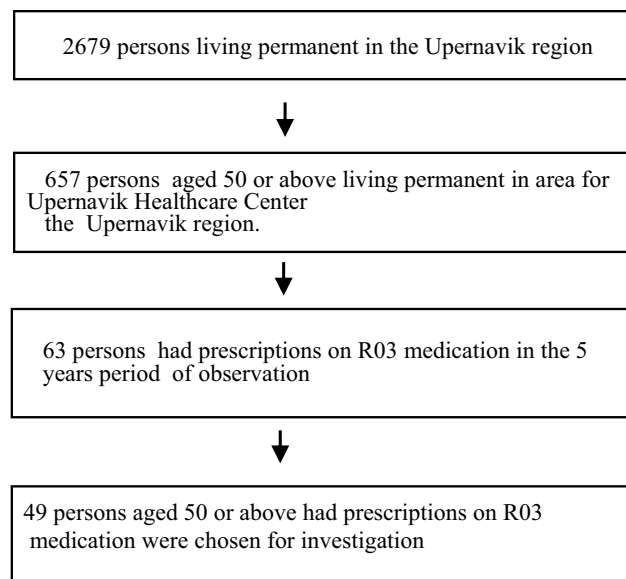 2679 persons living permanent in the Upernavik region
657 persons aged 50 or above living permanent in area for
Upernavik Healthcare Center
the Upernavik region.
63 persons had prescriptions on R03 medication in the 5
years period of observation
49 persons aged 50 or above had prescriptions on R03
medication were chosen for investigation